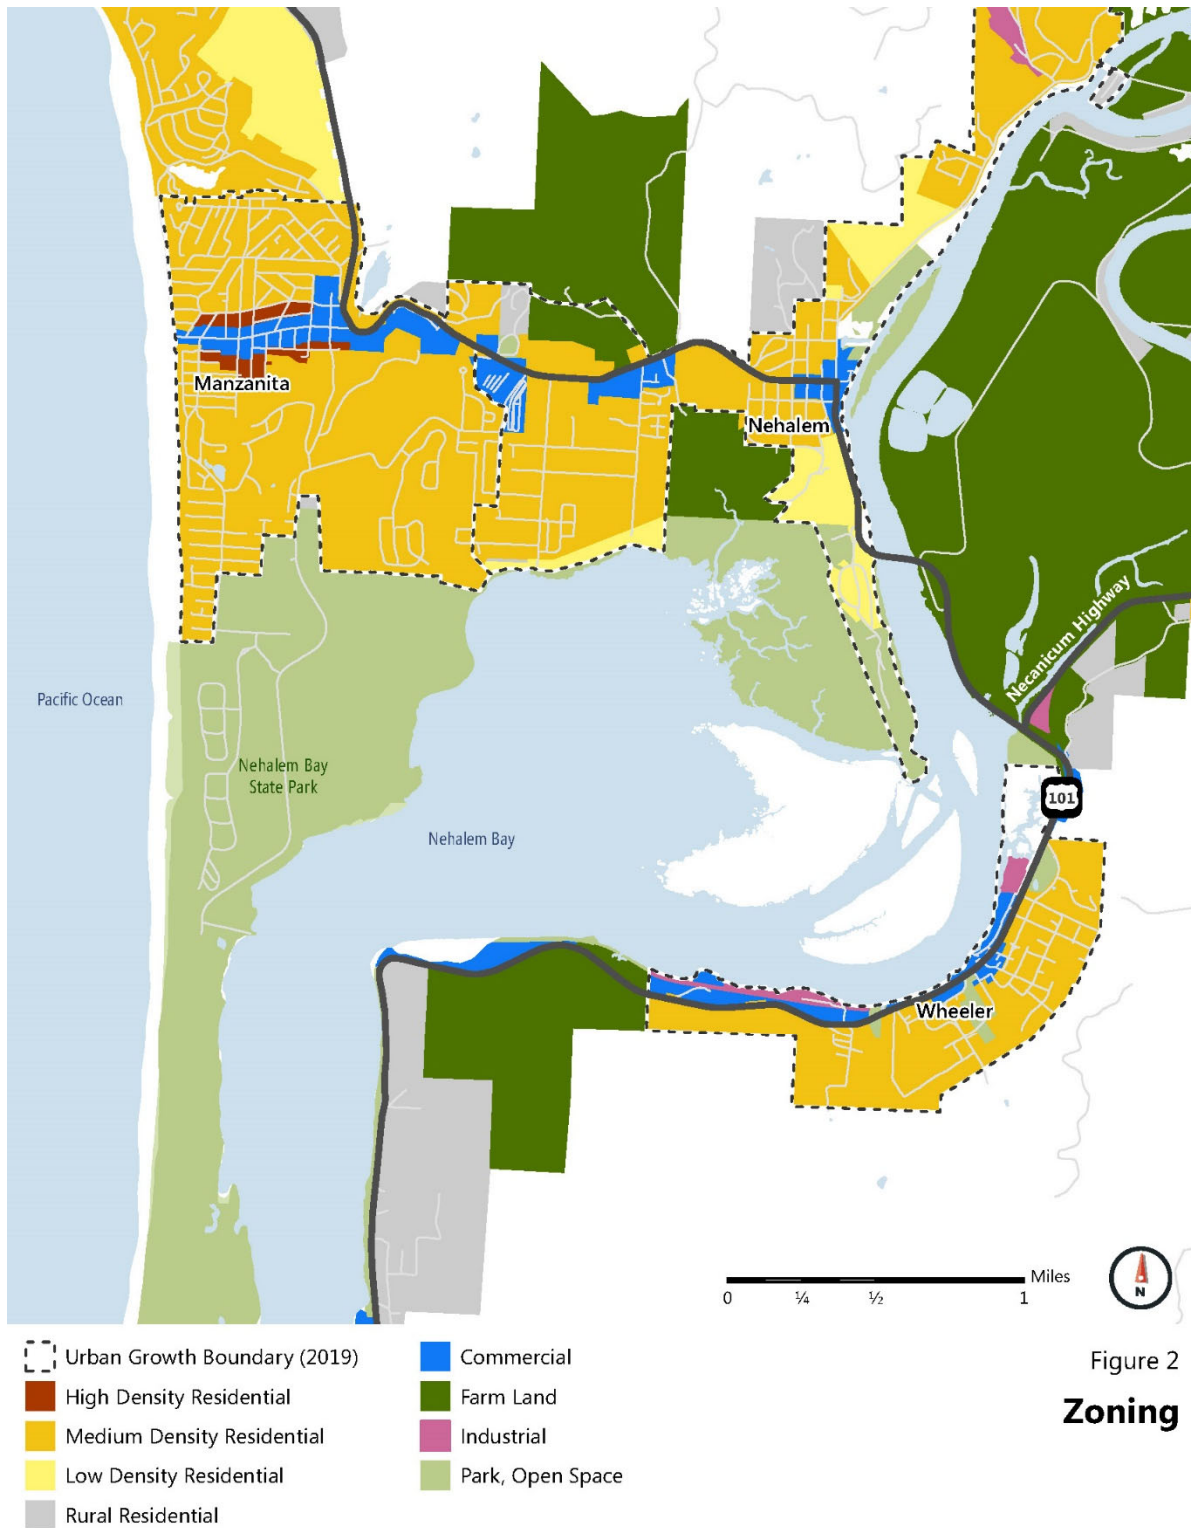 Manzanita
Nehalem
Necanicum Highway
Pacific Ocean
Nehalem Bay
State Park
101
Nehalem Bay
Wheeler
Miles
0
¼
½
1
N
Urban Growth Boundary (2019)
High Density Residential
Medium Density Residential
Low Density Residential
Rural Residential
Commercial
Farm Land
Industrial
Park, Open Space
Figure 2
Zoning